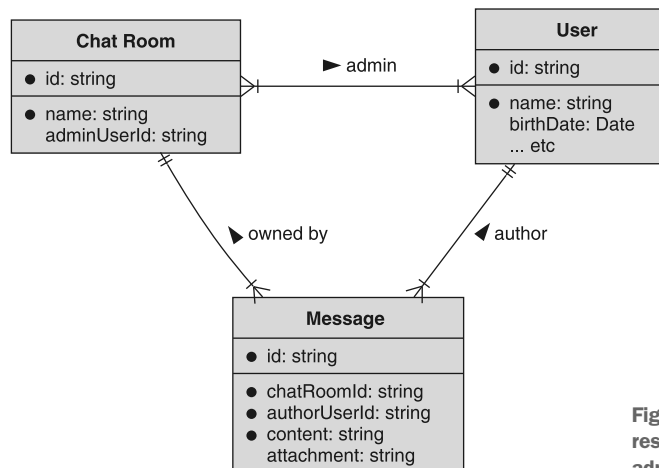 Chat Room
● id: string
● name: string
adminUserId: string
► admin
User
● id: string
● name: string
birthDate: Date
... etc
owned by
author
Message
● id: string
● chatRoomId: string
● authorUserId: string
● content: string
attachment: string
Fig
res